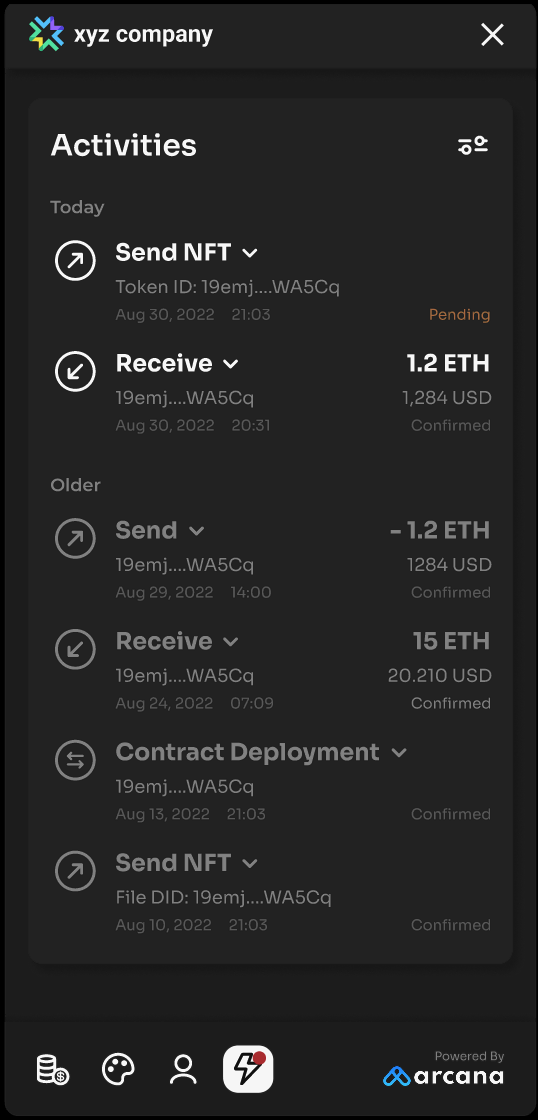 xyz company
Activities
Today
Send NFT
Token ID: 19emj....WA5Cq
Aug 30, 2022 21:03 Pending
Receive 1.2 ETH
19emj....WA5Cq 1,284 USD
Aug 30, 2022 20:31 Confirmed
Older
Send - 1.2 ETH
19emj....WA5Cq 1284 USD
Aug 29, 2022 14:00 Confirmed
Receive 15 ETH
19emj....WA5Cq 20.210 USD
Aug 24, 2022 07:09 Confirmed
Contract Deployment
19emj....WA5Cq
Aug 13, 2022 21:03 Confirmed
Send NFT
File DID: 19emj....WA5Cq
Aug 10, 2022 21:03 Confirmed
Powered By
arcana